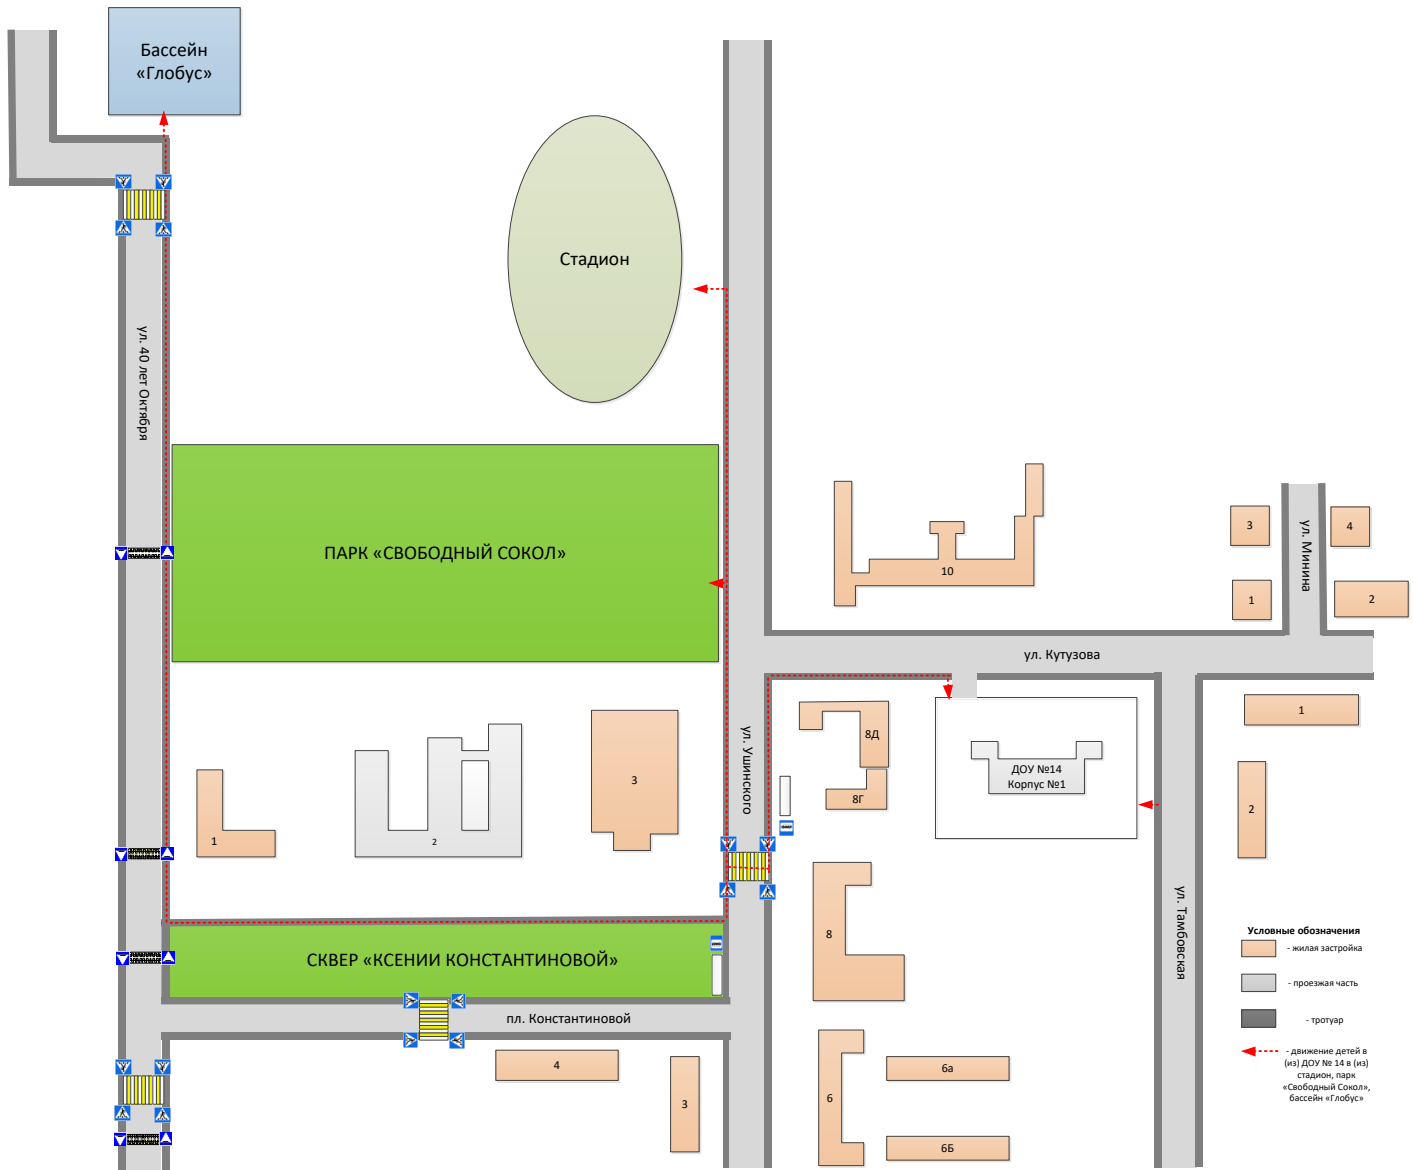 Бассейн
«Глобус»
Стадион
ул. 40 лет Октября
ПАРК «СВОБОДНЫЙ СОКОЛ»
10
3
4
ул. Минина
1
2
ул. Кутузова
1
ул. Ушинского
8Д
3
ДОУ №14
Корпус №1
8Г
2
1
2
ул. Тамбовская
8
СКВЕР «КСЕНИИ КОНСТАНТИНОВОЙ»
пл. Константиновой
4
3
6
6а
6Б
Условные обозначения
- жилая застройка
- проезжая часть
- тротуар
- движение детей в
(из) ДОУ № 14 в (из)
стадион, парк
«Свободный Сокол»,
бассейн «Глобус»